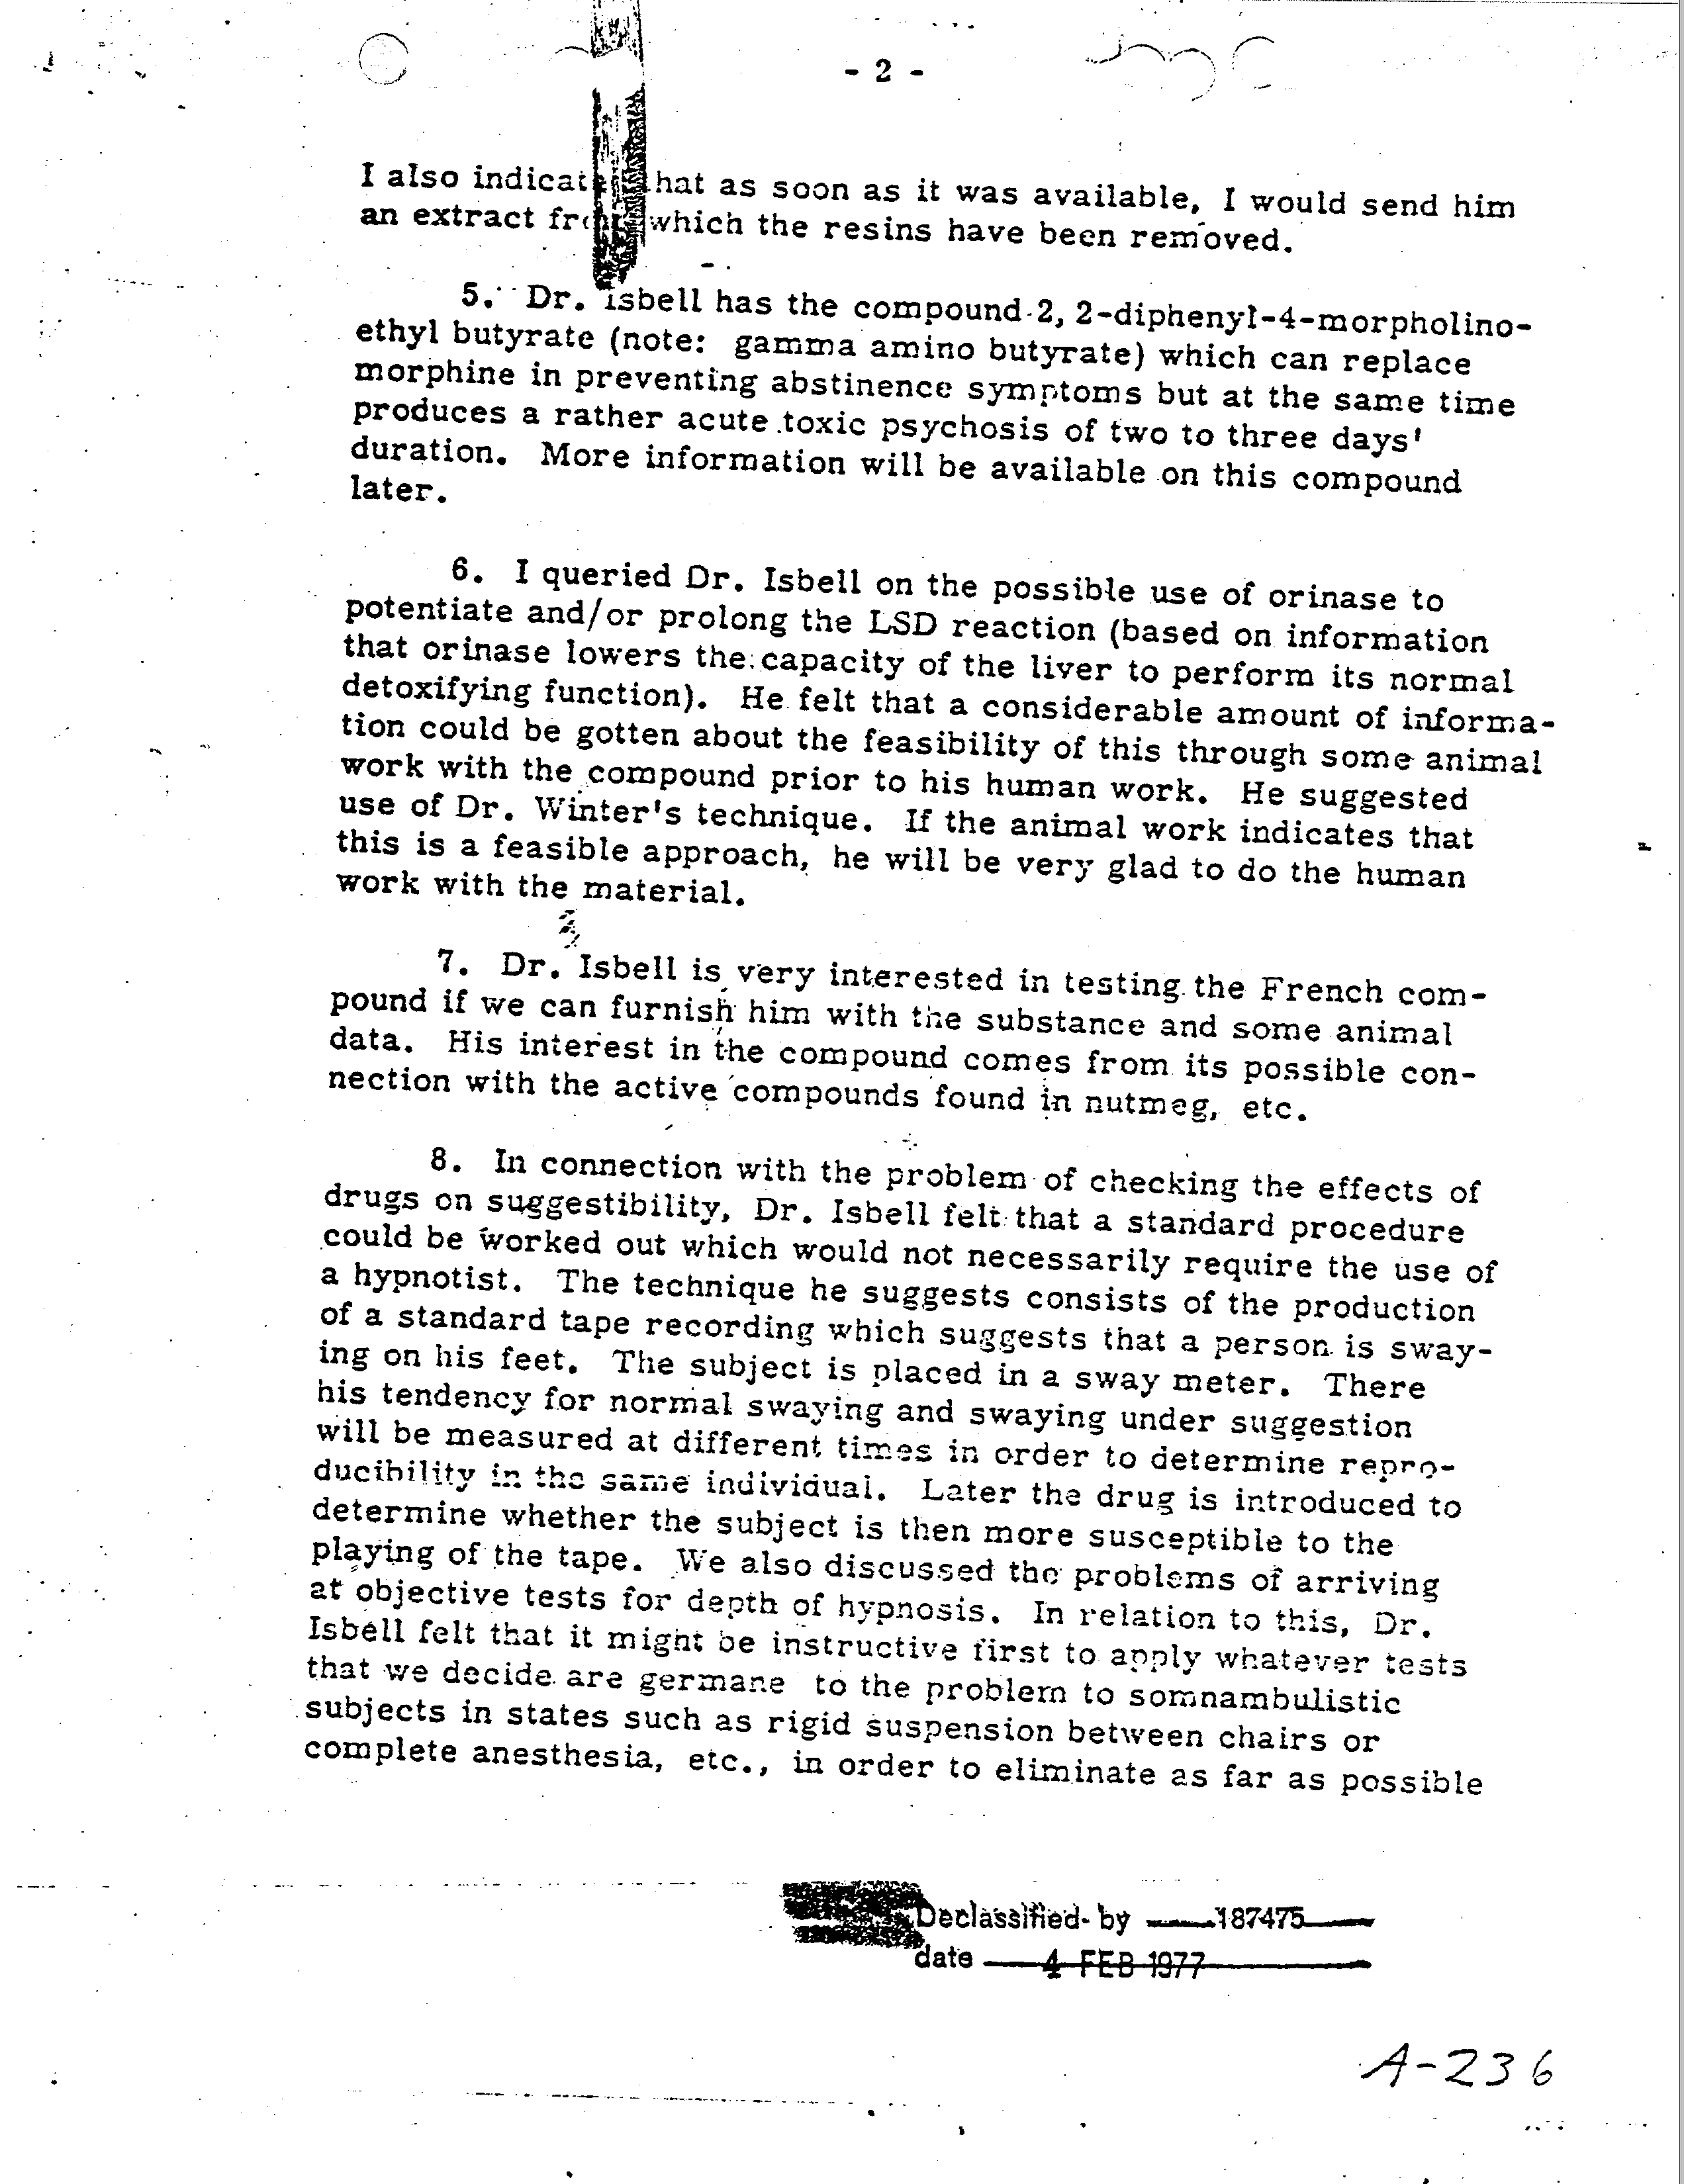 - 2 -
I also indicated that as soon as it was available, I would send him
an extract from which the resins have been removed.
5. Dr. Isbell has the compound 2, 2-diphenyl-4-morpholino-
ethyl butyrate (note: gamma amino butyrate) which can replace
morphine in preventing abstinence symptoms but at the same time
produces a rather acute toxic psychosis of two to three days'
duration. More information will be available on this compound
later.
6. I queried Dr. Isbell on the possible use of orinase to
potentiate and/or prolong the LSD reaction (based on information
that orinase lowers the capacity of the liver to perform its normal
detoxifying function). He felt that a considerable amount of informa-
tion could be gotten about the feasibility of this through some animal
work with the compound prior to his human work. He suggested
use of Dr. Winter's technique. If the animal work indicates that
this is a feasible approach, he will be very glad to do the human
work with the material.
7. Dr. Isbell is very interested in testing the French com-
pound if we can furnish him with the substance and some animal
data. His interest in the compound comes from its possible con-
nection with the active compounds found in nutmeg, etc.
8. In connection with the problem of checking the effects of
drugs on suggestibility, Dr. Isbell felt that a standard procedure
could be worked out which would not necessarily require the use of
a hypnotist. The technique he suggests consists of the production
of a standard tape recording which suggests that a person is sway-
ing on his feet. The subject is placed in a sway meter. There
his tendency for normal swaying and swaying under suggestion
will be measured at different times in order to determine repro-
ducibility in the same individual. Later the drug is introduced to
determine whether the subject is then more susceptible to the
playing of the tape. We also discussed the problems of arriving
at objective tests for depth of hypnosis. In relation to this, Dr.
Isbell felt that it might be instructive first to apply whatever tests
that we decide are germane to the problem to somnambulistic
subjects in states such as rigid suspension between chairs or
complete anesthesia, etc., in order to eliminate as far as possible
Declassified by 187475
date 4 FEB 1977
A-236